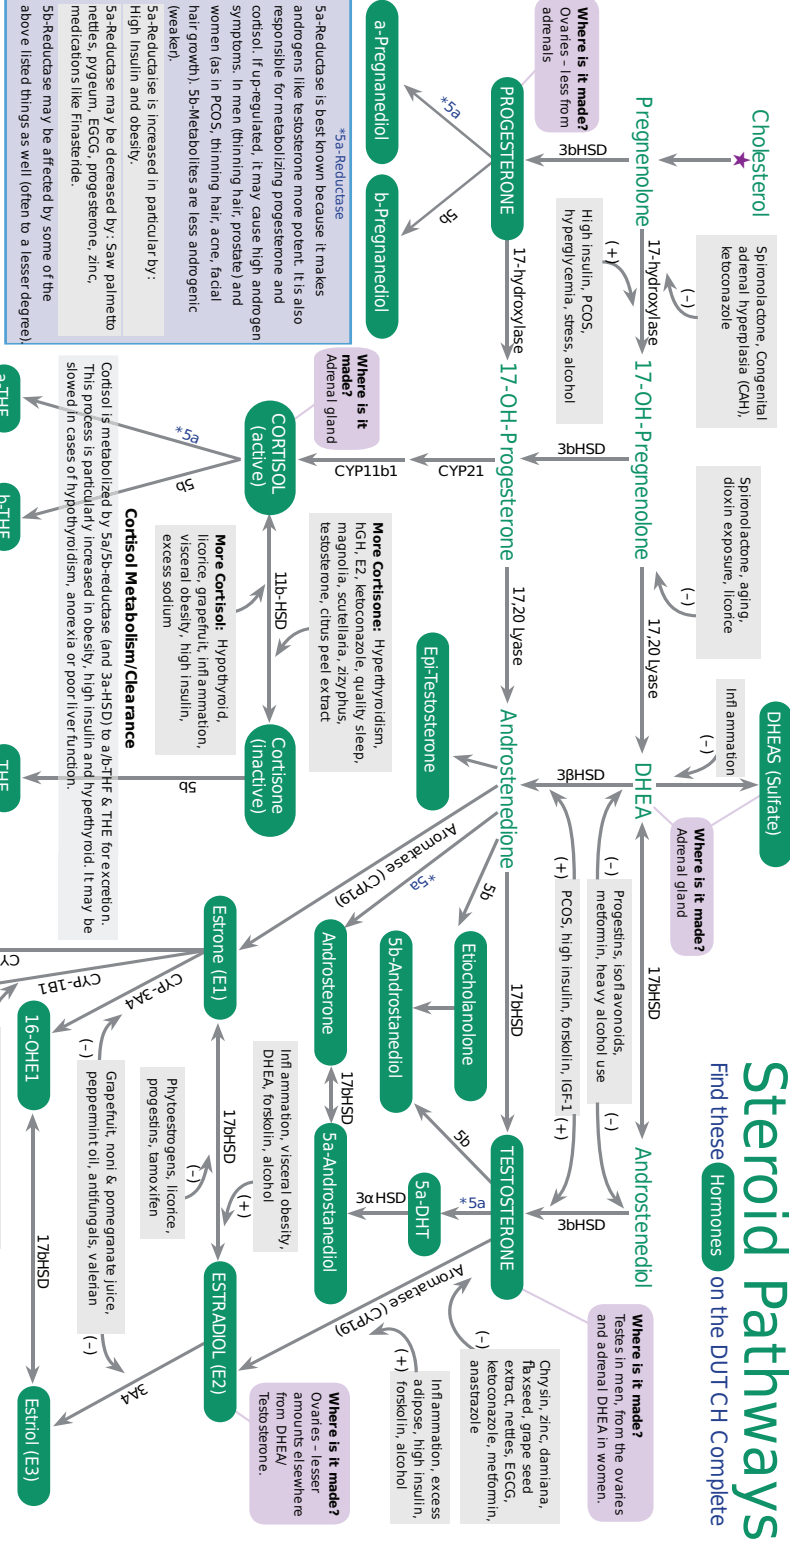 Steroid Pathways
Find these Hormones on the DUTCH Complete
Cholesterol
Pregnenolone
17-hydroxylase
17-OH-Pregnenolone
17,20 Lyase
DHEA
17bHSD
Androstenediol
Spironolactone, Congenital
adrenal hyperplasia (CAH),
ketoconazole
(-)
(+)
High insulin, PCOS,
hyperglycemia, stress, alcohol
Spironolactone, aging,
dioxin exposure, licorice
(-)
Inflammation
(-)
DHEAS (Sulfate)
Where is it made?
Adrenal gland
Where is it made?
Ovaries – less from
adrenals
3bHSD
3bHSD
3βHSD
3bHSD
(-)
Progestins, isoflavonoids,
metformin, heavy alcohol use
(-)
(+)
PCOS, high insulin, forskolin, IGF-1
(+)
Where is it made?
Testes in men, from the ovaries
and adrenal DHEA in women.
PROGESTERONE
17-hydroxylase
17-OH-Progesterone
17,20 Lyase
Androstenedione
17bHSD
TESTOSTERONE
*5a
5b
a-Pregnanediol
b-Pregnanediol
CYP21
CYP11b1
Epi-Testosterone
5b
Etiocholanolone
5b-Androstanediol
5b
*5a
5a-DHT
3αHSD
*5a
Aromatase (CYP19)
Androsterone
17bHSD
5a-Androstanediol
Aromatase (CYP19)
(-)
Chrysin, zinc, damiana,
flaxseed, grape seed
extract, nettles, EGCG,
ketoconazole, metformin,
anastrazole
(+)
Inflammation, excess
adipose, high insulin,
forskolin, alcohol
*5a-Reductase
5a-Reductase is best known because it makes
androgens like testosterone more potent. It is also
responsible for metabolizing progesterone and
cortisol. If up-regulated, it may cause high androgen
symptoms. In men (thinning hair, prostate) and
women (as in PCOS, thinning hair, acne, facial
hair growth). 5b-Metabolites are less androgenic
(weaker).
5a-Reductaise is increased in particular by:
High Insulin and obesity.
5a-Reductase may be decreased by: Saw palmetto
nettles, pygeum, EGCG, progesterone, zinc,
medications like Finasteride.
5b-Reductase may be affected by some of the
above listed things as well (often to a lesser degree).
Where is it
made?
Adrenal gland
CORTISOL
(active)
11b-HSD
Cortisone
(inactive)
More Cortisone: Hyperthyroidism,
hGH, E2, ketoconazole, quality sleep,
magnolia, scutellaria, zizyphus,
testosterone, citrus peel extract
More Cortisol: Hypothyroid,
licorice, grapefruit, inflammation,
visceral obesity, high insulin,
excess sodium
*5a
5b
5b
Cortisol Metabolism/Clearance
Cortisol is metabolized by 5a/5b-reductase (and 3a-HSD) to a/b-THF & THE for excretion.
This process is particularly increased in obesity, high insulin and hyperthyroid. It may be
slowed in cases of hypothyroidism, anorexia or poor liver function.
a-THF
b-THF
THE
Estrone (E1)
17bHSD
ESTRADIOL (E2)
Inflammation, visceral obesity,
DHEA, forskolin, alcohol
(+)
Phytoestrogens, licorice,
progestins, tamoxifen
(-)
Where is it made?
Ovaries – lesser
amounts elsewhere
from DHEA/
Testosterone.
CYP-3A4
CYP-1B1
CY
(-)
Grapefruit, noni & pomegranate juice,
peppermint oil, antifungals, valerian
(-)
3A4
16-OHE1
17bHSD
Estriol (E3)